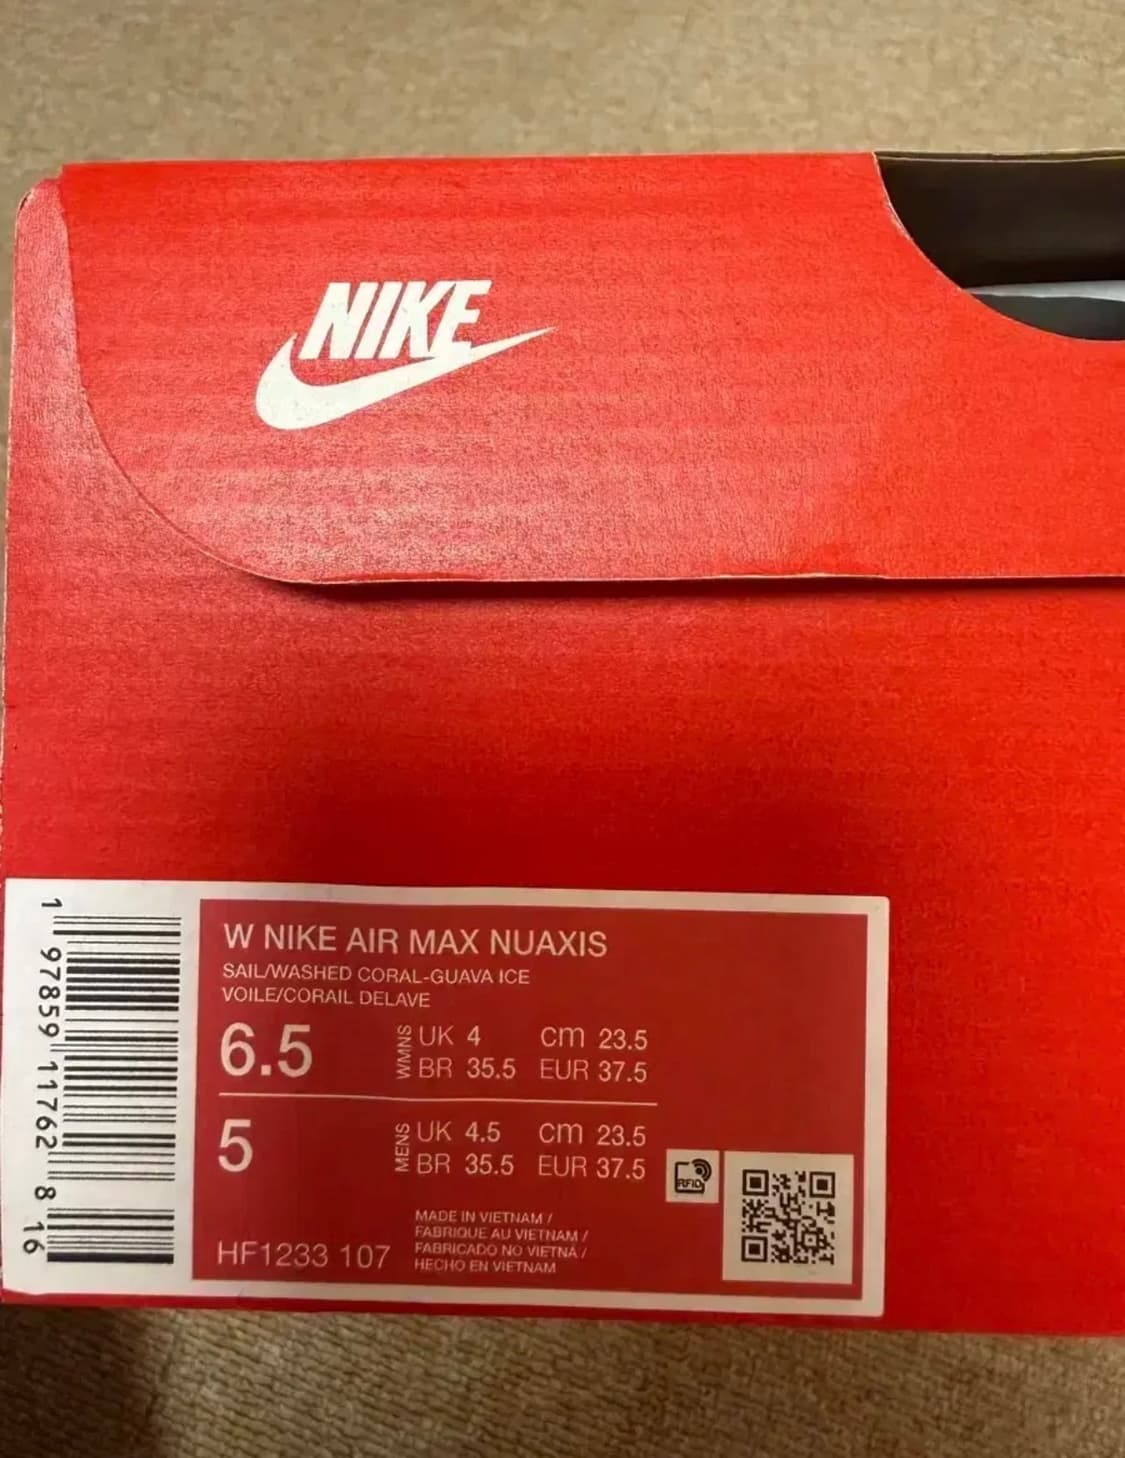 NIKE
W NIKE AIR MAX NUAXIS
SAIL/WASHED CORAL-GUAVA ICE
VOILE/CORAIL DELAVE
6.5 WMNS UK 4 cm 23.5
BR 35.5 EUR 37.5
5 MENS UK 4.5 cm 23.5
BR 35.5 EUR 37.5
RFID
MADE IN VIETNAM /
FABRIQUE AU VIETNAM /
FABRICADO NO VIETNÁ /
HECHO EN VIETNAM
HF1233 107
1 97859 11762 8 16